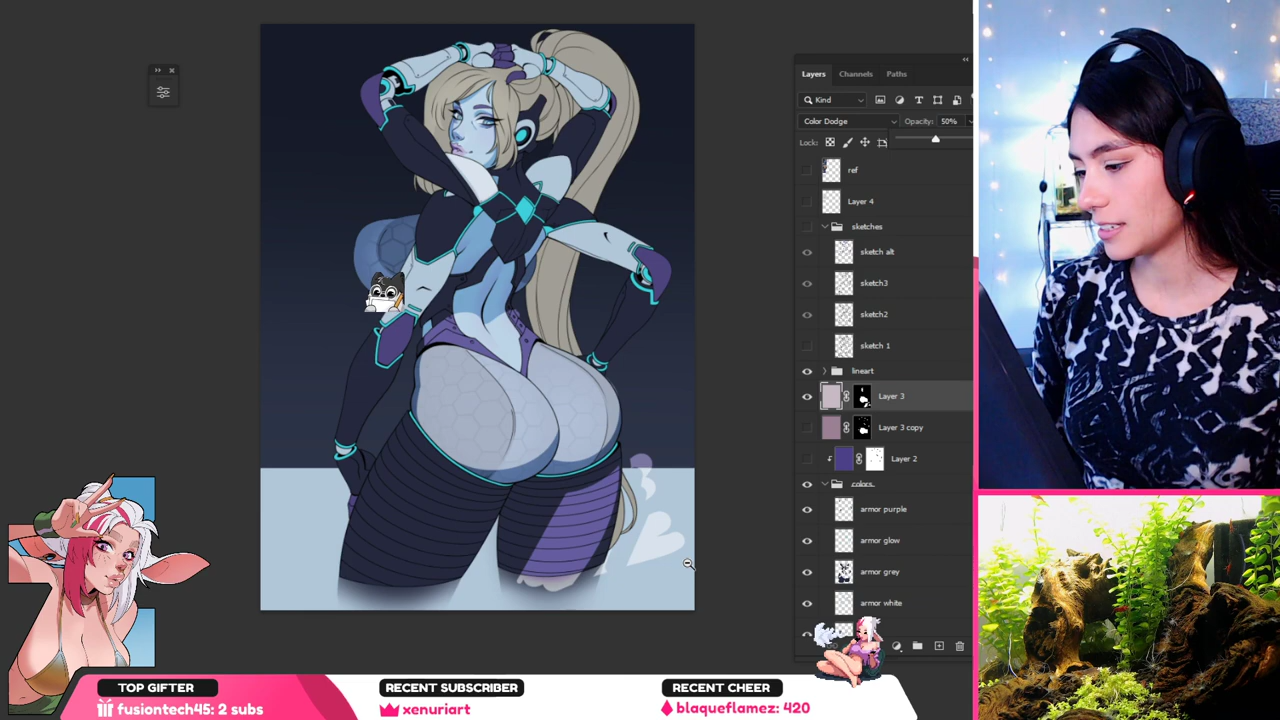 Layers Channels Paths
Kind
Color Dodge Opacity: 50%
Lock:
ref
Layer 4
sketches
sketch alt
sketch3
sketch2
sketch 1
lineart
Layer 3
Layer 3 copy
Layer 2
colors
armor purple
armor glow
armor grey
armor white
TOP GIFTER
fusiontech45: 2 subs
RECENT SUBSCRIBER
xenuriart
RECENT CHEER
blaqueflamez: 420